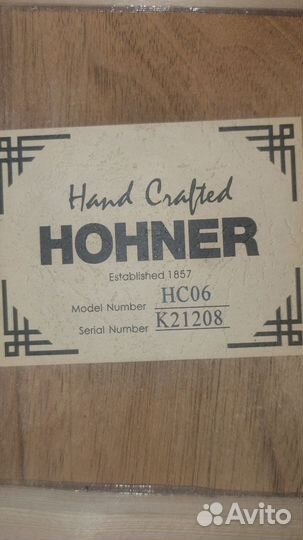 Hand Crafted
HOHNER
Established 1857
Model Number HC06
Serial Number K21208
Avito